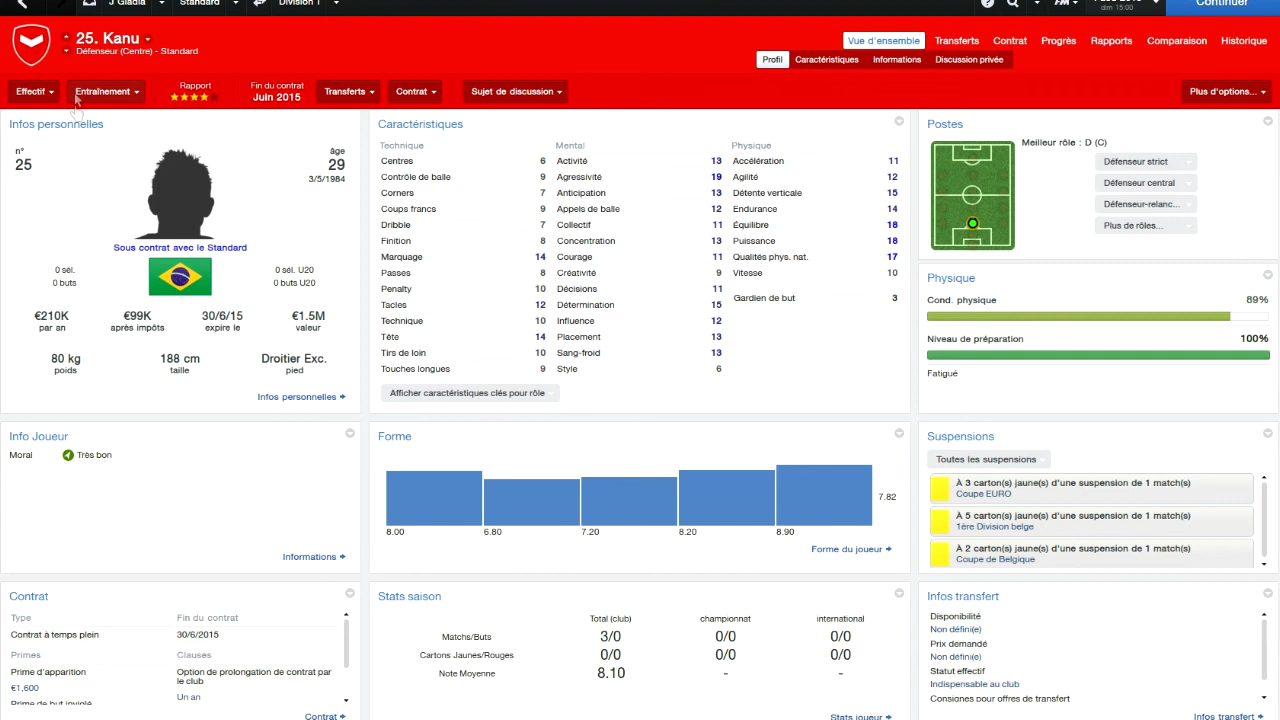 J Gladia Standard Division 1 FM dim 15:00 Continuer
25. Kanu
Défenseur (Centre) - Standard
Vue d'ensemble Transferts Contrat Progrès Rapports Comparaison Historique
Profil Caractéristiques Informations Discussion privée
Effectif Entraînement Rapport Fin du contrat Juin 2015 Transferts Contrat Sujet de discussion Plus d'options...
Infos personnelles
n° 25
âge 29
3/5/1984
Sous contrat avec le Standard
0 sél. 0 sél. U20
0 buts 0 buts U20
€210K €99K 30/6/15 €1.5M
par an après impôts expire le valeur
80 kg 188 cm Droitier Exc.
poids taille pied
Infos personnelles
Caractéristiques
Technique Mental Physique
Centres 6 Activité 13 Accélération 11
Contrôle de balle 9 Agressivité 19 Agilité 12
Corners 7 Anticipation 13 Détente verticale 15
Coups francs 9 Appels de balle 12 Endurance 14
Dribble 7 Collectif 11 Équilibre 18
Finition 8 Concentration 13 Puissance 18
Marquage 14 Courage 11 Qualités phys. nat. 17
Passes 8 Créativité 9 Vitesse 10
Penalty 10 Décisions 11
Tacles 12 Détermination 15 Gardien de but 3
Technique 10 Influence 12
Tête 14 Placement 13
Tirs de loin 10 Sang-froid 13
Touches longues 9 Style 6
Afficher caractéristiques clés pour rôle
Postes
Meilleur rôle : D (C)
Défenseur strict
Défenseur central
Défenseur-relanc...
Plus de rôles...
Physique
Cond. physique 89%
Niveau de préparation 100%
Fatigué
Info Joueur
Moral Très bon
Informations
Forme
7.82
8.00 6.80 7.20 8.20 8.90
Forme du joueur
Suspensions
Toutes les suspensions
À 3 carton(s) jaune(s) d'une suspension de 1 match(s)
Coupe EURO
À 5 carton(s) jaune(s) d'une suspension de 1 match(s)
1ère Division belge
À 2 carton(s) jaune(s) d'une suspension de 1 match(s)
Coupe de Belgique
Contrat
Type Fin du contrat
Contrat à temps plein 30/6/2015
Primes Clauses
Prime d'apparition Option de prolongation de contrat par
€1,600 le club
Prime de but inviolé Un an
Contrat
Stats saison
Total (club) championnat international
Matchs/Buts 3/0 0/0 0/0
Cartons Jaunes/Rouges 0/0 0/0 0/0
Note Moyenne 8.10 - -
Stats joueur
Infos transfert
Disponibilité
Non défini(e)
Prix demandé
Non défini(e)
Statut effectif
Indispensable au club
Consignes pour offres de transfert
Infos transfert